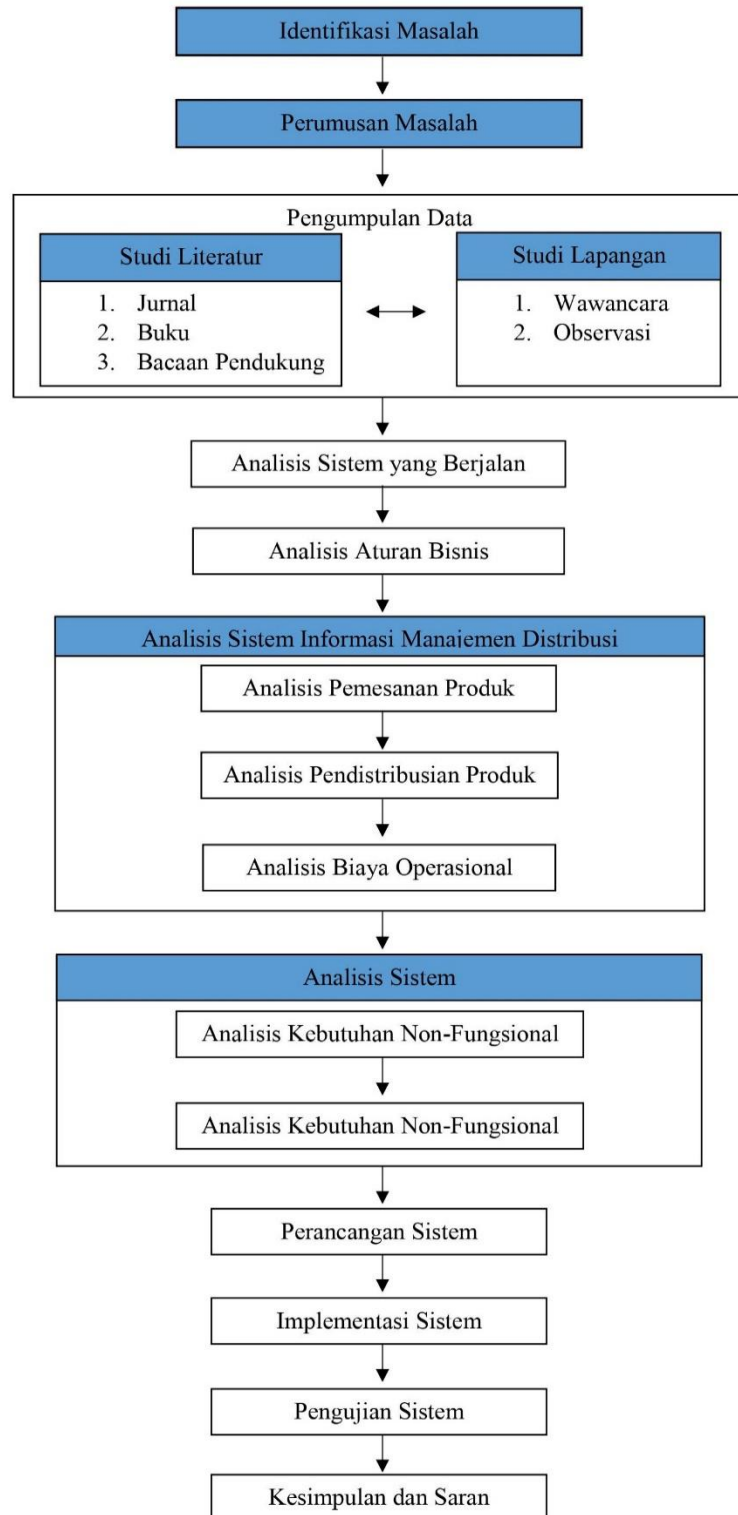 Identifikasi Masalah
Perumusan Masalah
Pengumpulan Data
Studi Literatur
1. Jurnal
2. Buku
3. Bacaan Pendukung
Studi Lapangan
1. Wawancara
2. Observasi
Analisis Sistem yang Berjalan
Analisis Aturan Bisnis
Analisis Sistem Informasi Manajemen Distribusi
Analisis Pemesanan Produk
Analisis Pendistribusian Produk
Analisis Biaya Operasional
Analisis Sistem
Analisis Kebutuhan Non-Fungsional
Analisis Kebutuhan Non-Fungsional
Perancangan Sistem
Implementasi Sistem
Pengujian Sistem
Kesimpulan dan Saran